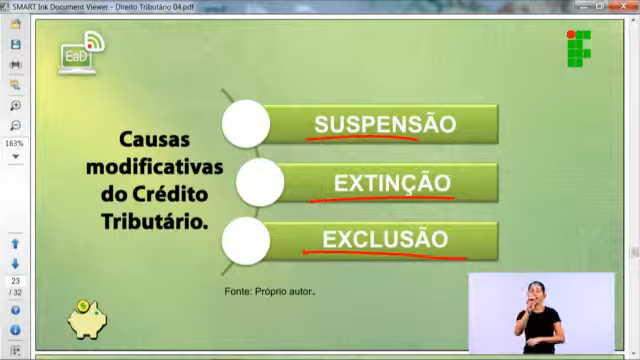 SMART Ink Document Viewer - Direito Tributário 04.pdf
EaD
163%
23
/ 32
Causas
modificativas
do Crédito
Tributário.
SUSPENSÃO
EXTINÇÃO
EXCLUSÃO
Fonte: Próprio autor.